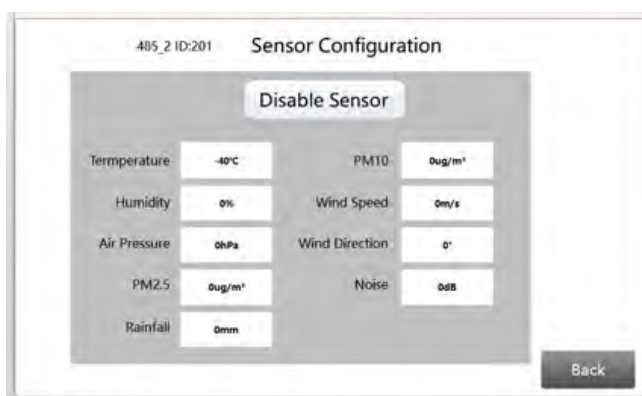 485_2 ID:201 Sensor Configuration
Disable Sensor
Termperature -40℃ PM10 0ug/m³
Humidity 0% Wind Speed 0m/s
Air Pressure 0hPa Wind Direction 0°
PM2.5 0ug/m³ Noise 0dB
Rainfall 0mm
Back